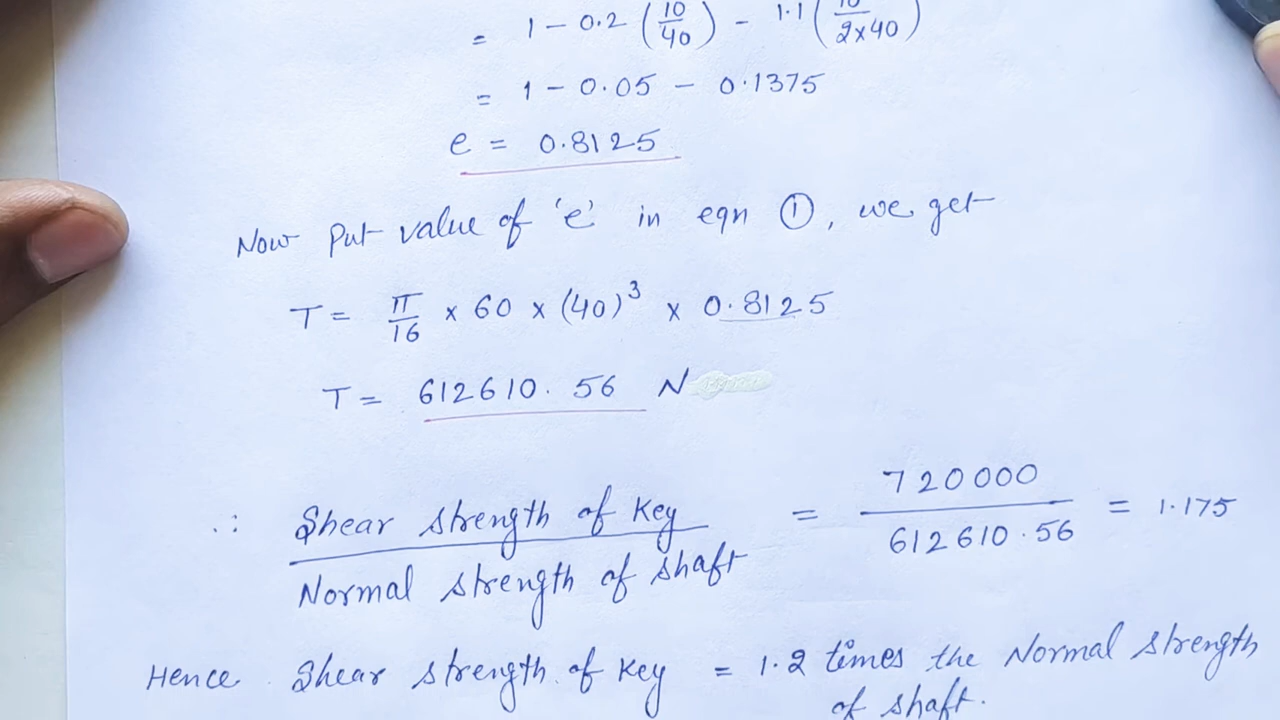 = 1 - 0.2 (10/40) - 1.1 (10/2×40)
= 1 - 0.05 - 0.1375
e = 0.8125
Now Put value of 'e' in eqn ①, we get
T = π/16 × 60 × (40)³ × 0.8125
T = 612610.56 N
∴ Shear strength of Key / Normal strength of shaft = 720000 / 612610.56 = 1.175
Hence Shear strength of Key = 1.2 times the Normal strength
of shaft.